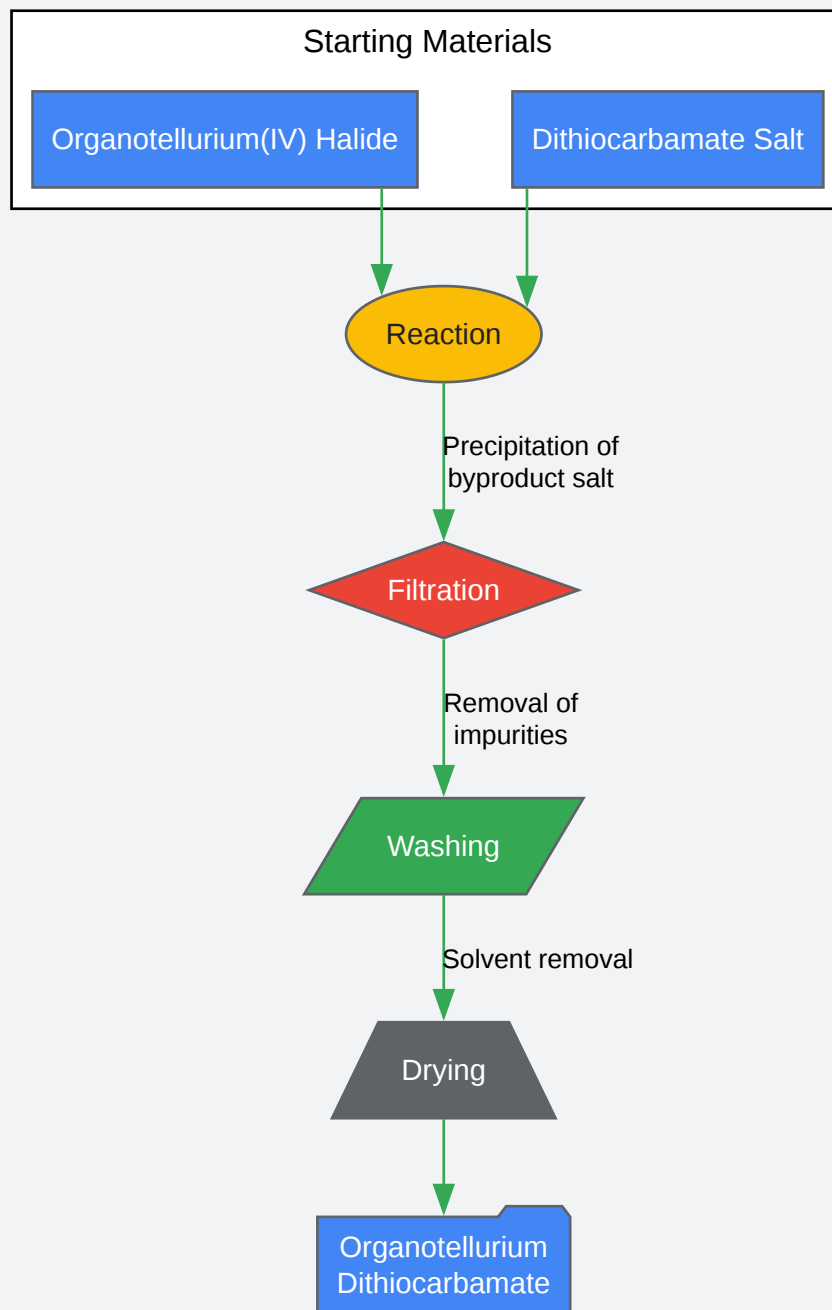 Starting Materials
Organotellurium(IV) Halide
Dithiocarbamate Salt
Reaction
Precipitation of
byproduct salt
Filtration
Removal of
impurities
Washing
Solvent removal
Drying
Organotellurium
Dithiocarbamate